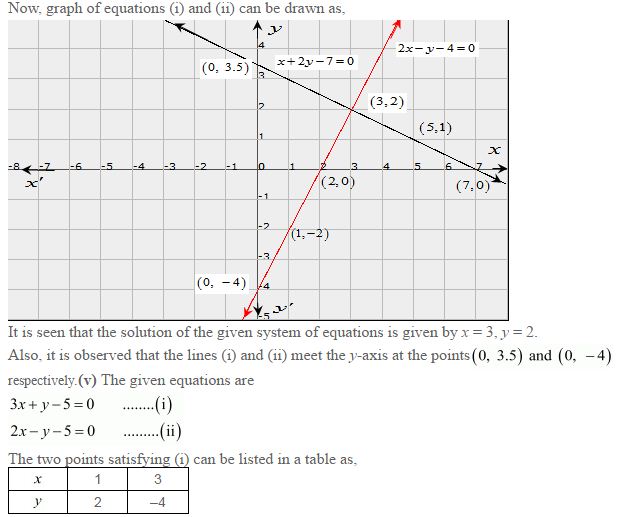 Now, graph of equations (i) and (ii) can be drawn as,
y
4
2x−y−4=0
(0, 3.5)
x+2y−7=0
3
2
(3,2)
1
(5,1)
x
-8 -7 -6 -5 -4 -3 -2 -1 0 1 2 3 4 5 6 7
x′
(2,0)
(7,0)
-1
-2
(1,−2)
-3
(0, −4)
-4
-5
y′
It is seen that the solution of the given system of equations is given by x = 3, y = 2.
Also, it is observed that the lines (i) and (ii) meet the y-axis at the points (0, 3.5) and (0, −4)
respectively.(v) The given equations are
3x + y − 5 = 0 ........(i)
2x − y − 5 = 0 .........(ii)
The two points satisfying (i) can be listed in a table as,
x 1 3
y 2 −4